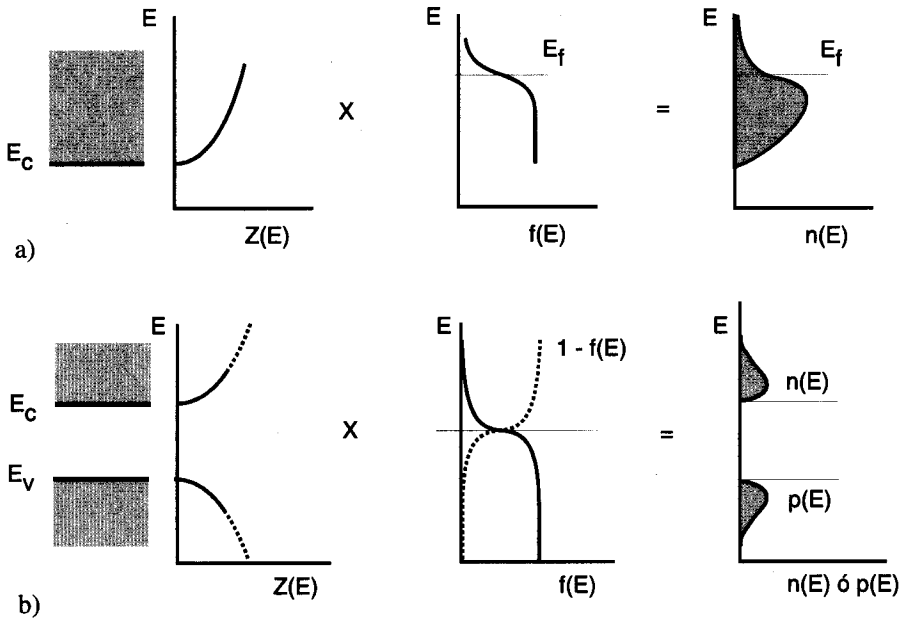 E
E
E
E_f
E_f
E_c
X
=
Z(E)
f(E)
n(E)
a)
E
E
E
1 - f(E)
n(E)
E_c
X
=
E_v
p(E)
Z(E)
f(E)
n(E) ó p(E)
b)